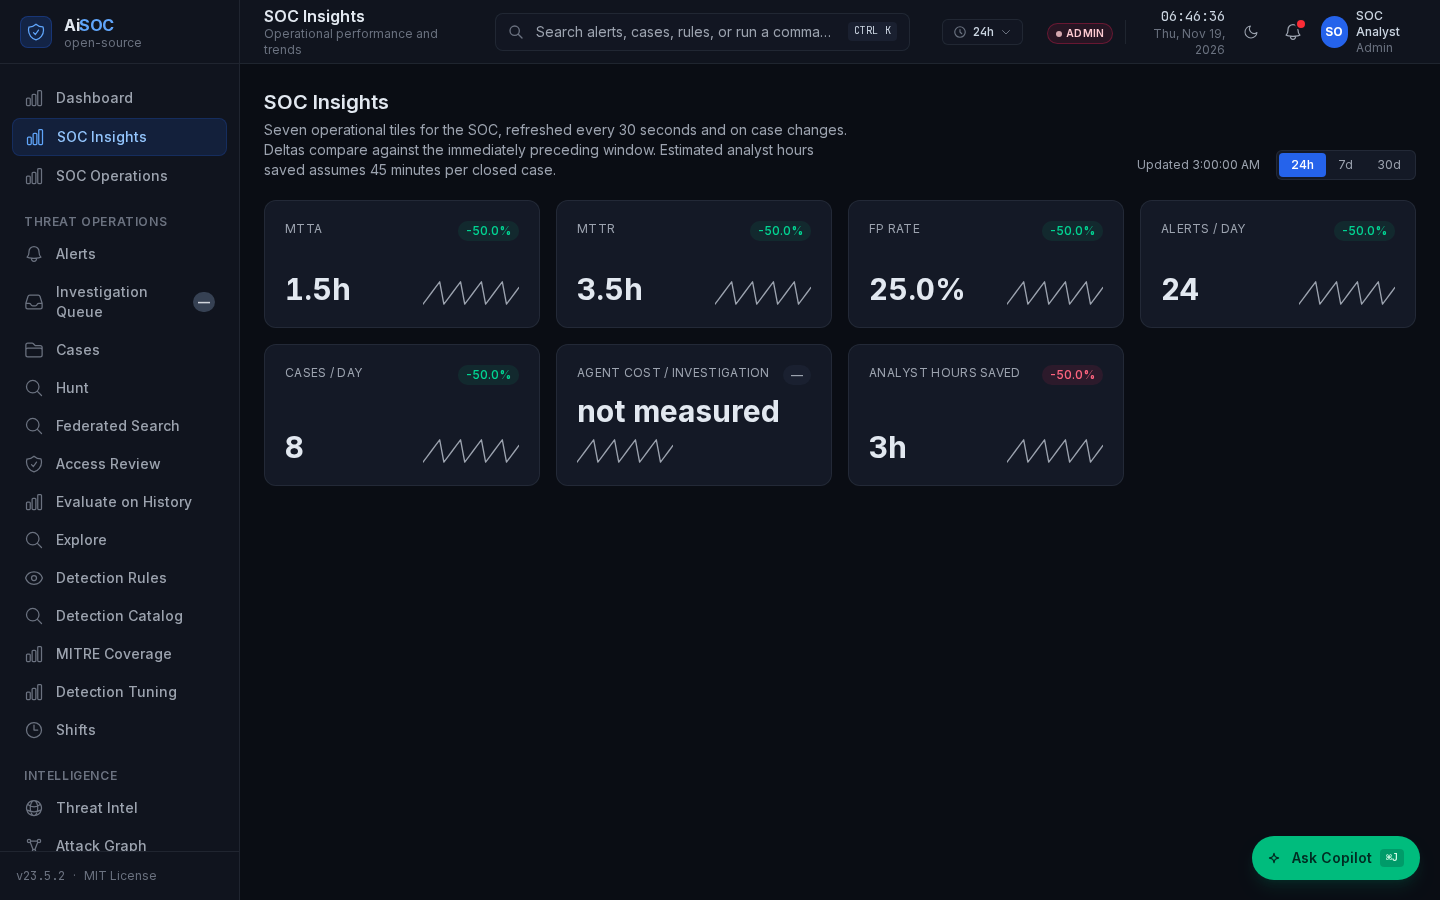 AiSOC
open-source
SOC Insights
Operational performance and
trends
Search alerts, cases, rules, or run a comma...
CTRL K
24h
ADMIN
06:46:36
Thu, Nov 19,
2026
SO
SOC
Analyst
Admin
Dashboard
SOC Insights
SOC Operations
THREAT OPERATIONS
Alerts
Investigation
Queue
—
Cases
Hunt
Federated Search
Access Review
Evaluate on History
Explore
Detection Rules
Detection Catalog
MITRE Coverage
Detection Tuning
Shifts
INTELLIGENCE
Threat Intel
Attack Graph
v23.5.2 · MIT License
SOC Insights
Seven operational tiles for the SOC, refreshed every 30 seconds and on case changes.
Deltas compare against the immediately preceding window. Estimated analyst hours
saved assumes 45 minutes per closed case.
Updated 3:00:00 AM
24h
7d
30d
MTTA
-50.0%
1.5h
MTTR
-50.0%
3.5h
FP RATE
-50.0%
25.0%
ALERTS / DAY
-50.0%
24
CASES / DAY
-50.0%
8
AGENT COST / INVESTIGATION
—
not measured
ANALYST HOURS SAVED
-50.0%
3h
Ask Copilot
⌘J